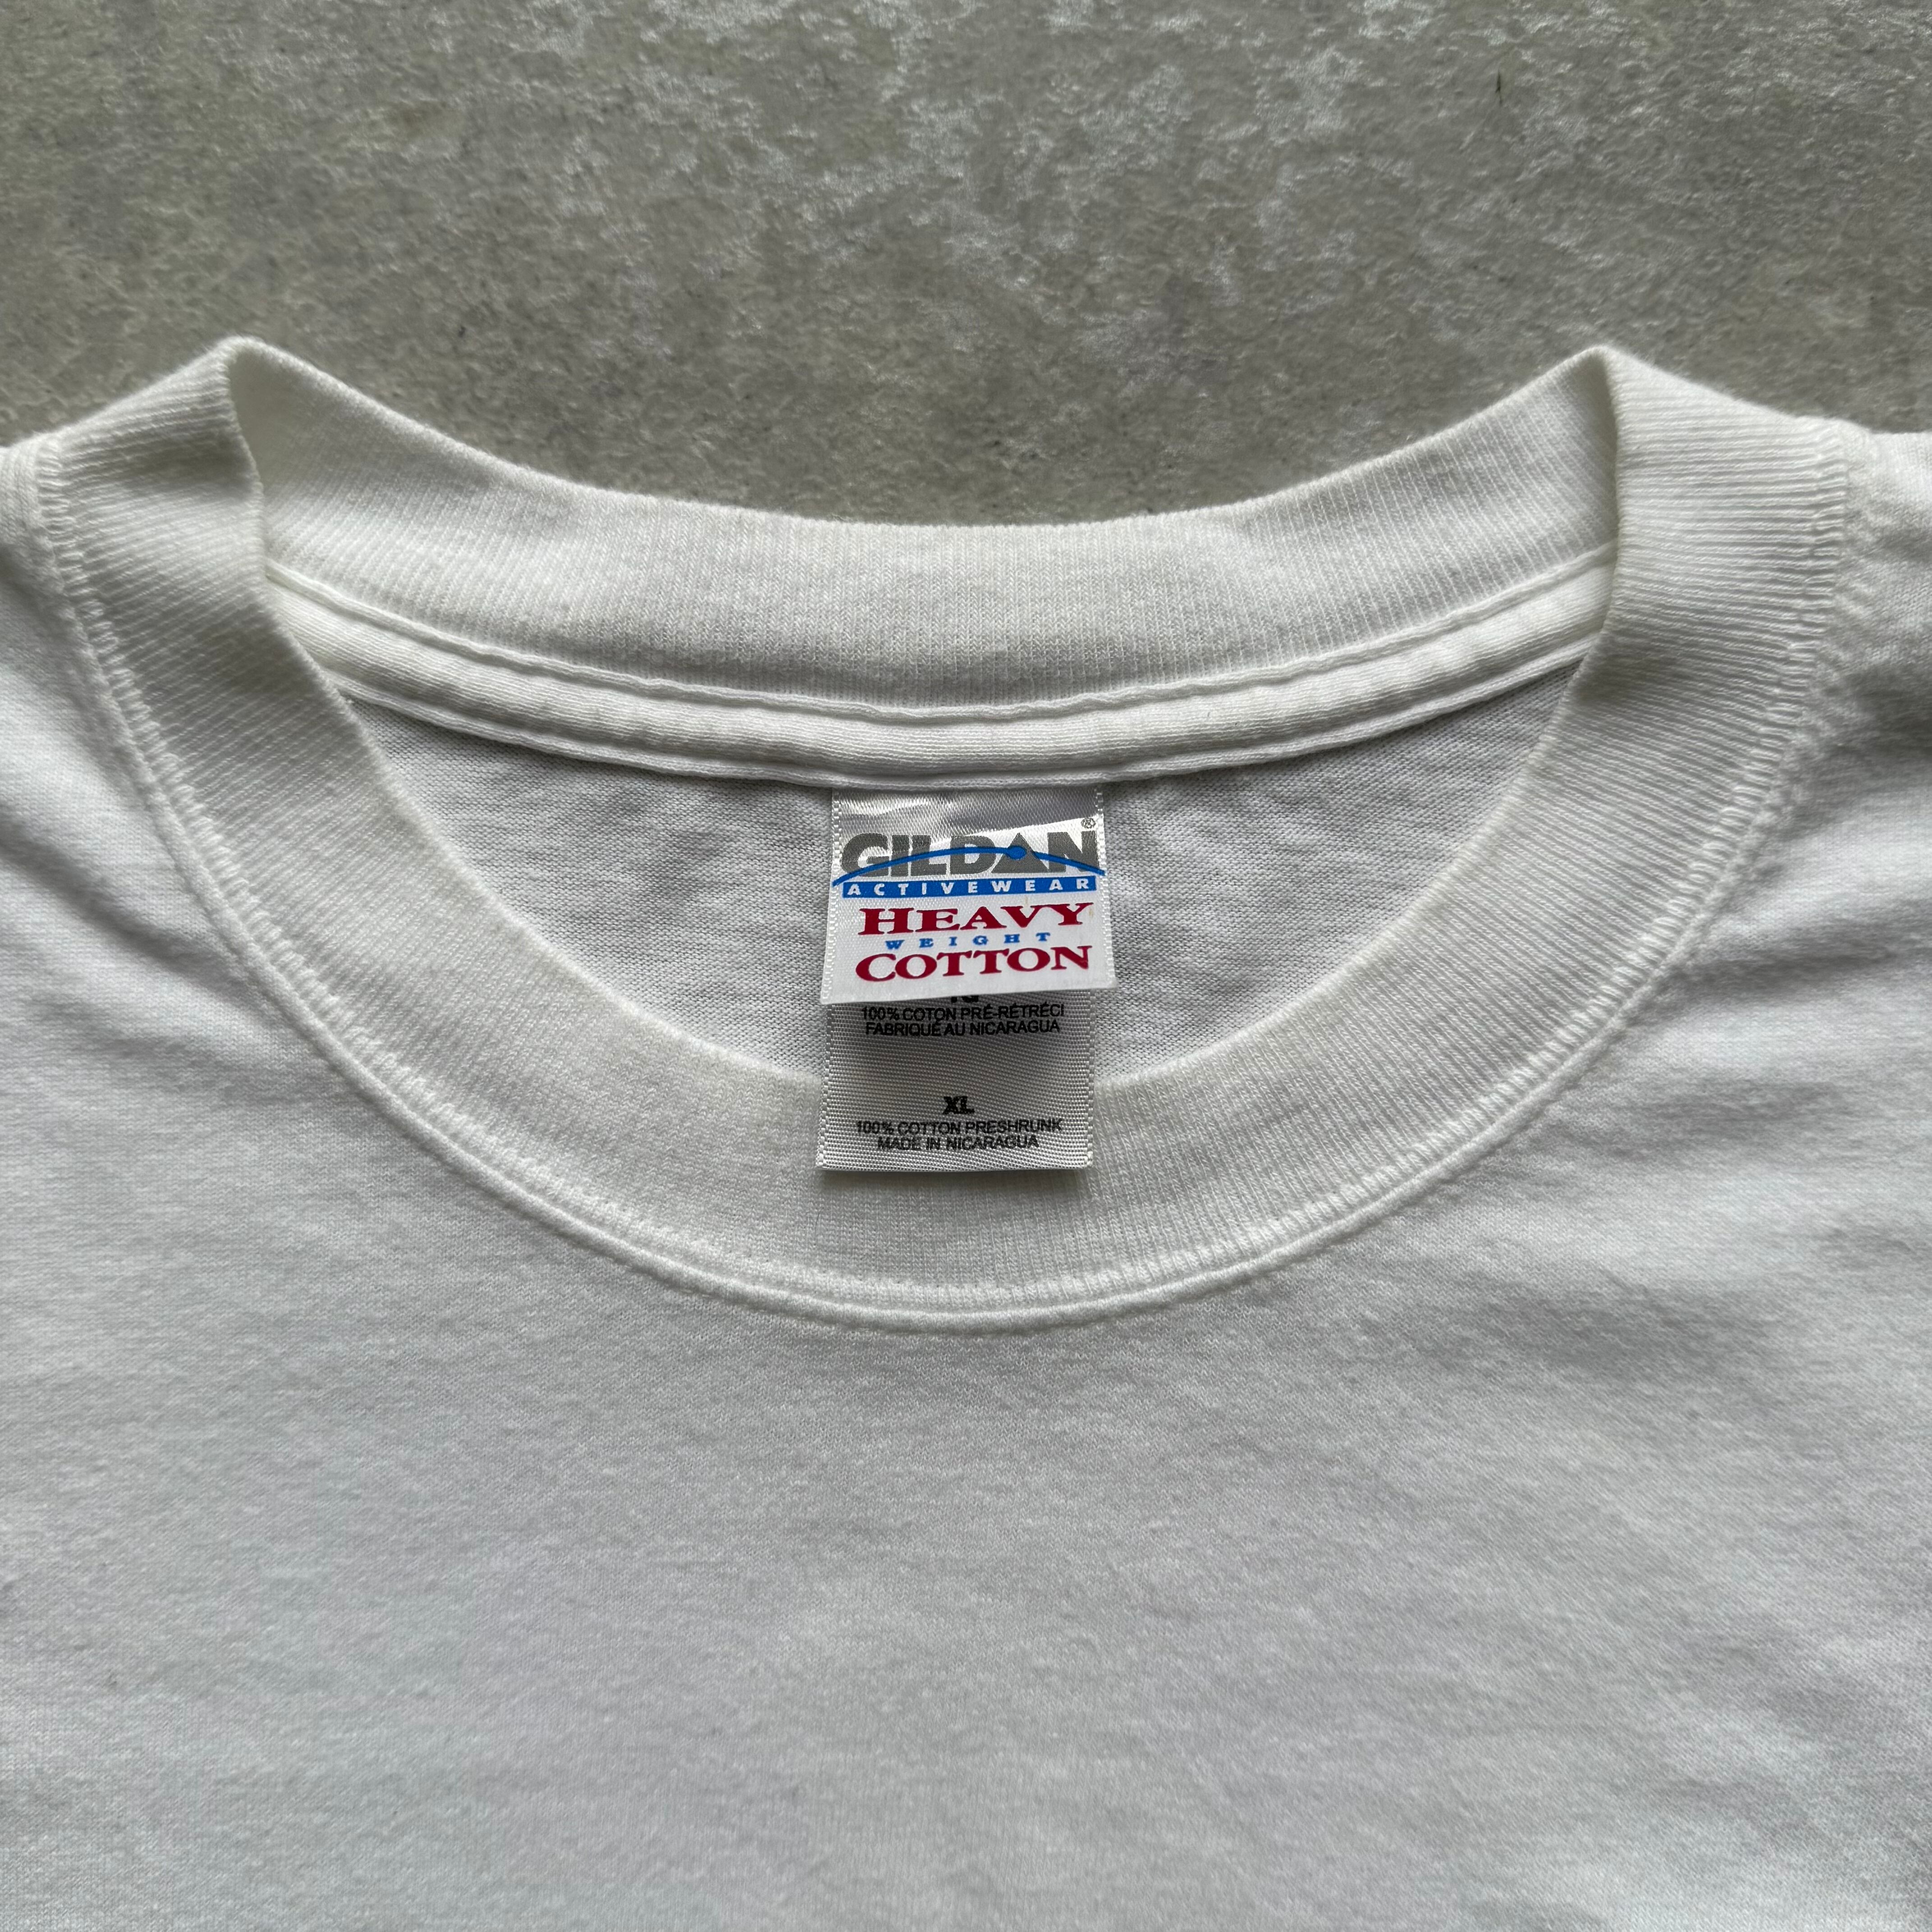 GILDAN®
ACTIVEWEAR
HEAVY
WEIGHT
COTTON
100% COTON PRÉ-RÉTRÉCI
FABRIQUÉ AU NICARAGUA
XL
100% COTTON PRESHRUNK
MADE IN NICARAGUA